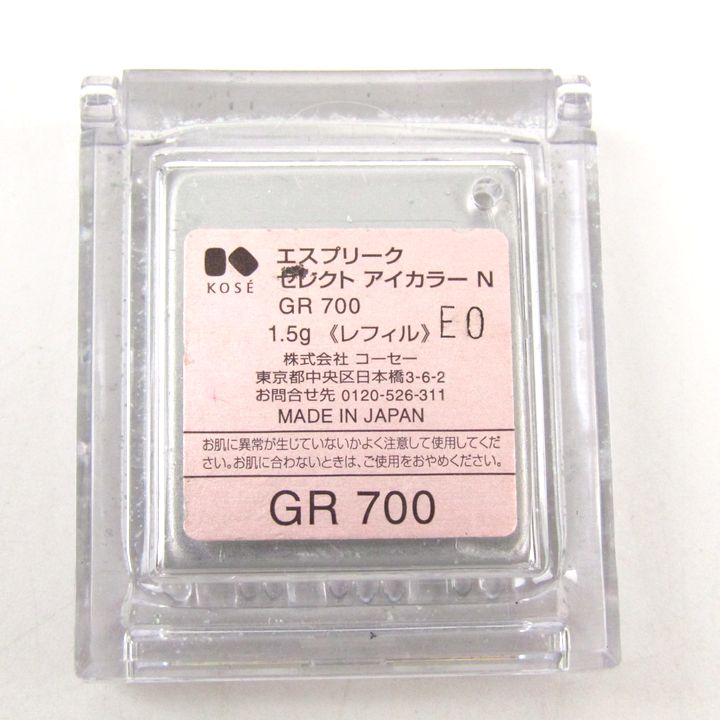 KOSÉ
エスプリーク
セレクト アイカラー N
GR 700
1.5g 《レフィル》 EO
株式会社 コーセー
東京都中央区日本橋3-6-2
お問合せ先 0120-526-311
MADE IN JAPAN
お肌に異常が生じていないかよく注意して使用してくだ
さい。お肌に合わないときは、ご使用をおやめください。
GR 700